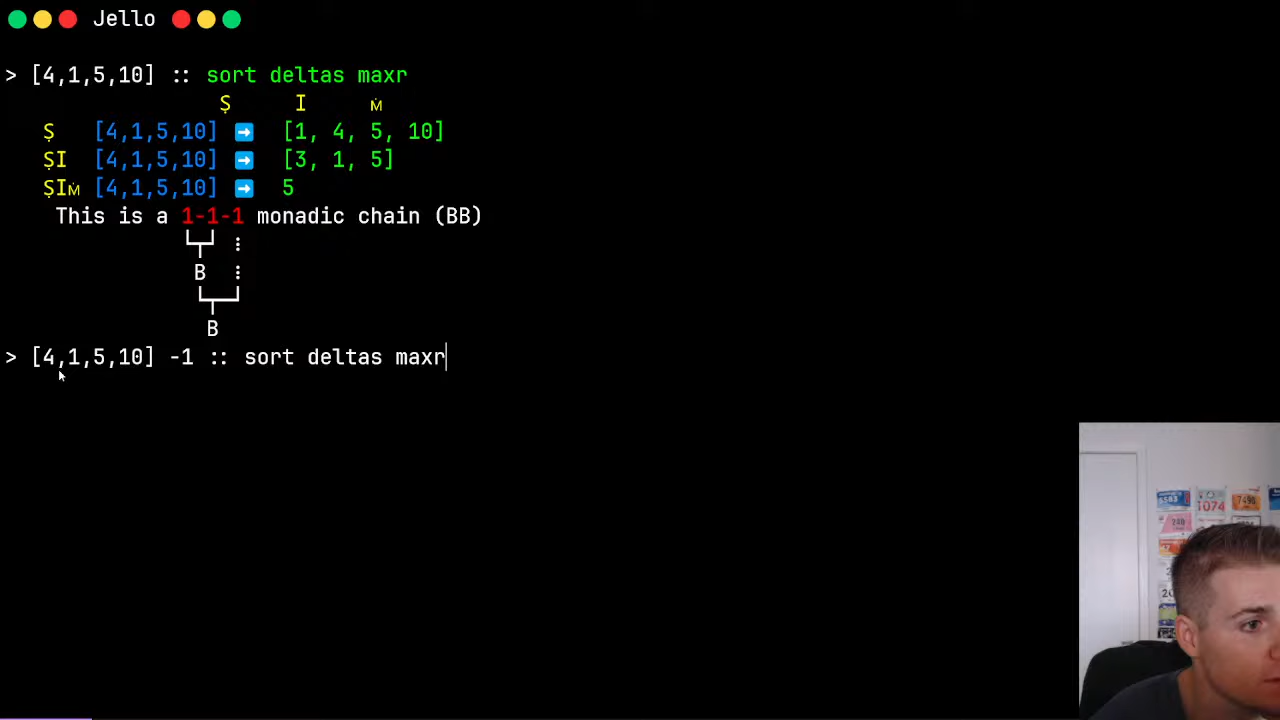 Jello
> [4,1,5,10] :: sort deltas maxr
Ṣ I Ṁ
Ṣ [4,1,5,10] ➡ [1, 4, 5, 10]
ṢI [4,1,5,10] ➡ [3, 1, 5]
ṢIṀ [4,1,5,10] ➡ 5
This is a 1-1-1 monadic chain (BB)
B
B
> [4,1,5,10] -1 :: sort deltas maxr
1074
7496